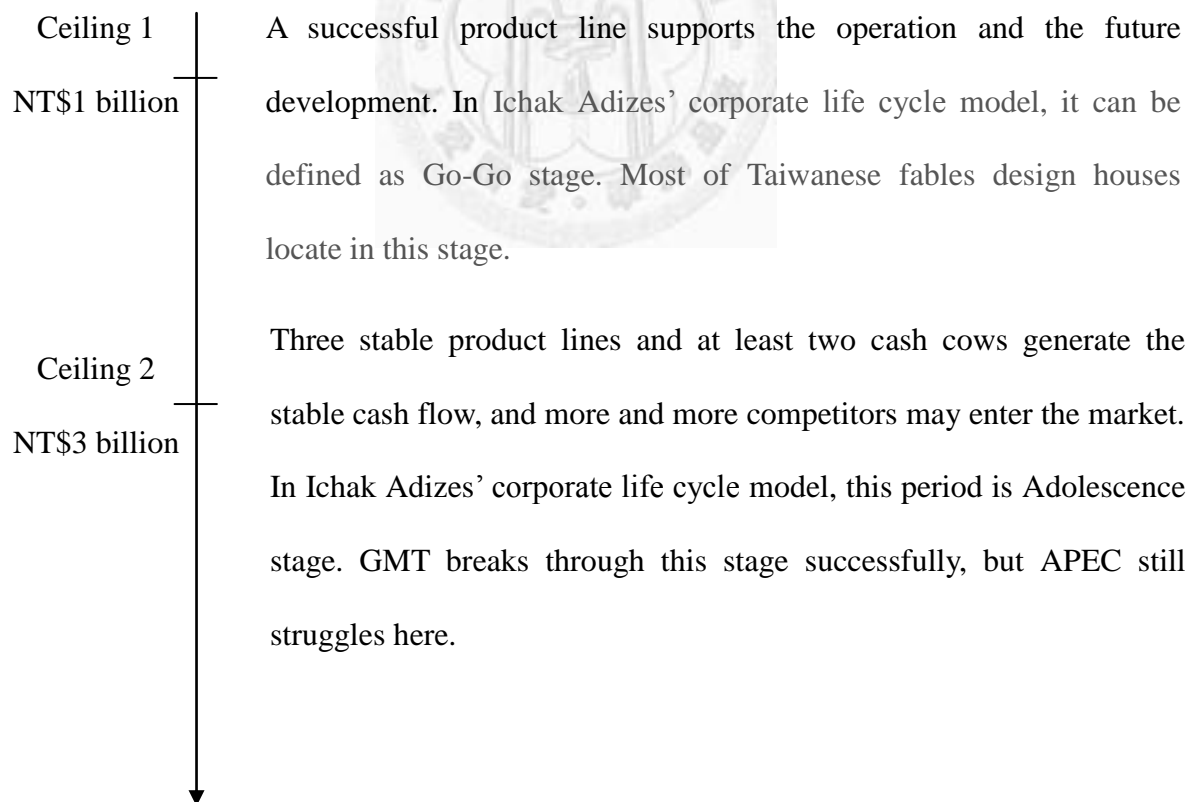 Ceiling 1
NT$1 billion
A successful product line supports the operation and the future
development. In Ichak Adizes’ corporate life cycle model, it can be
defined as Go-Go stage. Most of Taiwanese fables design houses
locate in this stage.
Ceiling 2
NT$3 billion
Three stable product lines and at least two cash cows generate the
stable cash flow, and more and more competitors may enter the market.
In Ichak Adizes’ corporate life cycle model, this period is Adolescence
stage. GMT breaks through this stage successfully, but APEC still
struggles here.